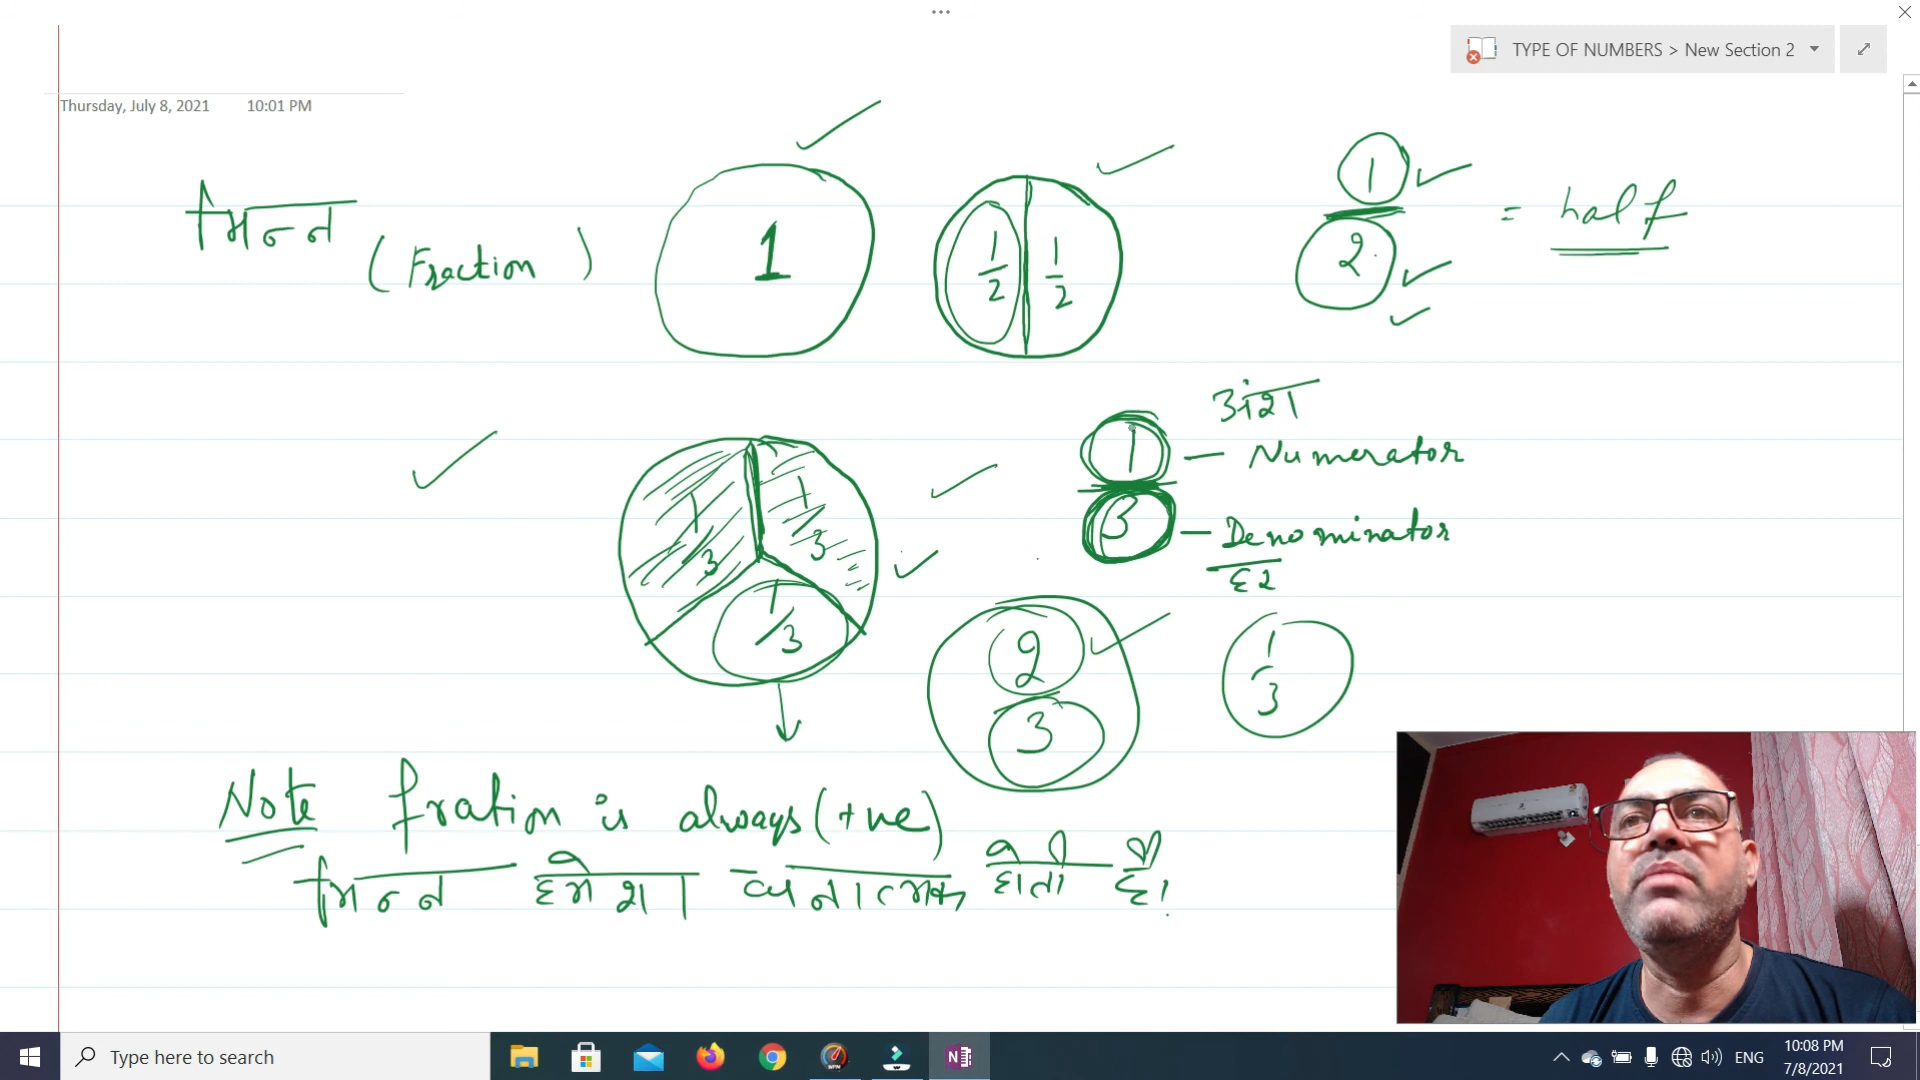 TYPE OF NUMBERS > New Section 2
Thursday, July 8, 2021 10:01 PM
भिन्न
(Fraction)
1
1/2 1/2
1/2 = half
1/3 1/3
1/3
अंश
1 — Numerator
3 — Denominator
हर
2/3
1/3
Note fration is always (+ve)
भिन्न हमेशा धनात्मक होती है।
Type here to search
ENG
10:08 PM
7/8/2021